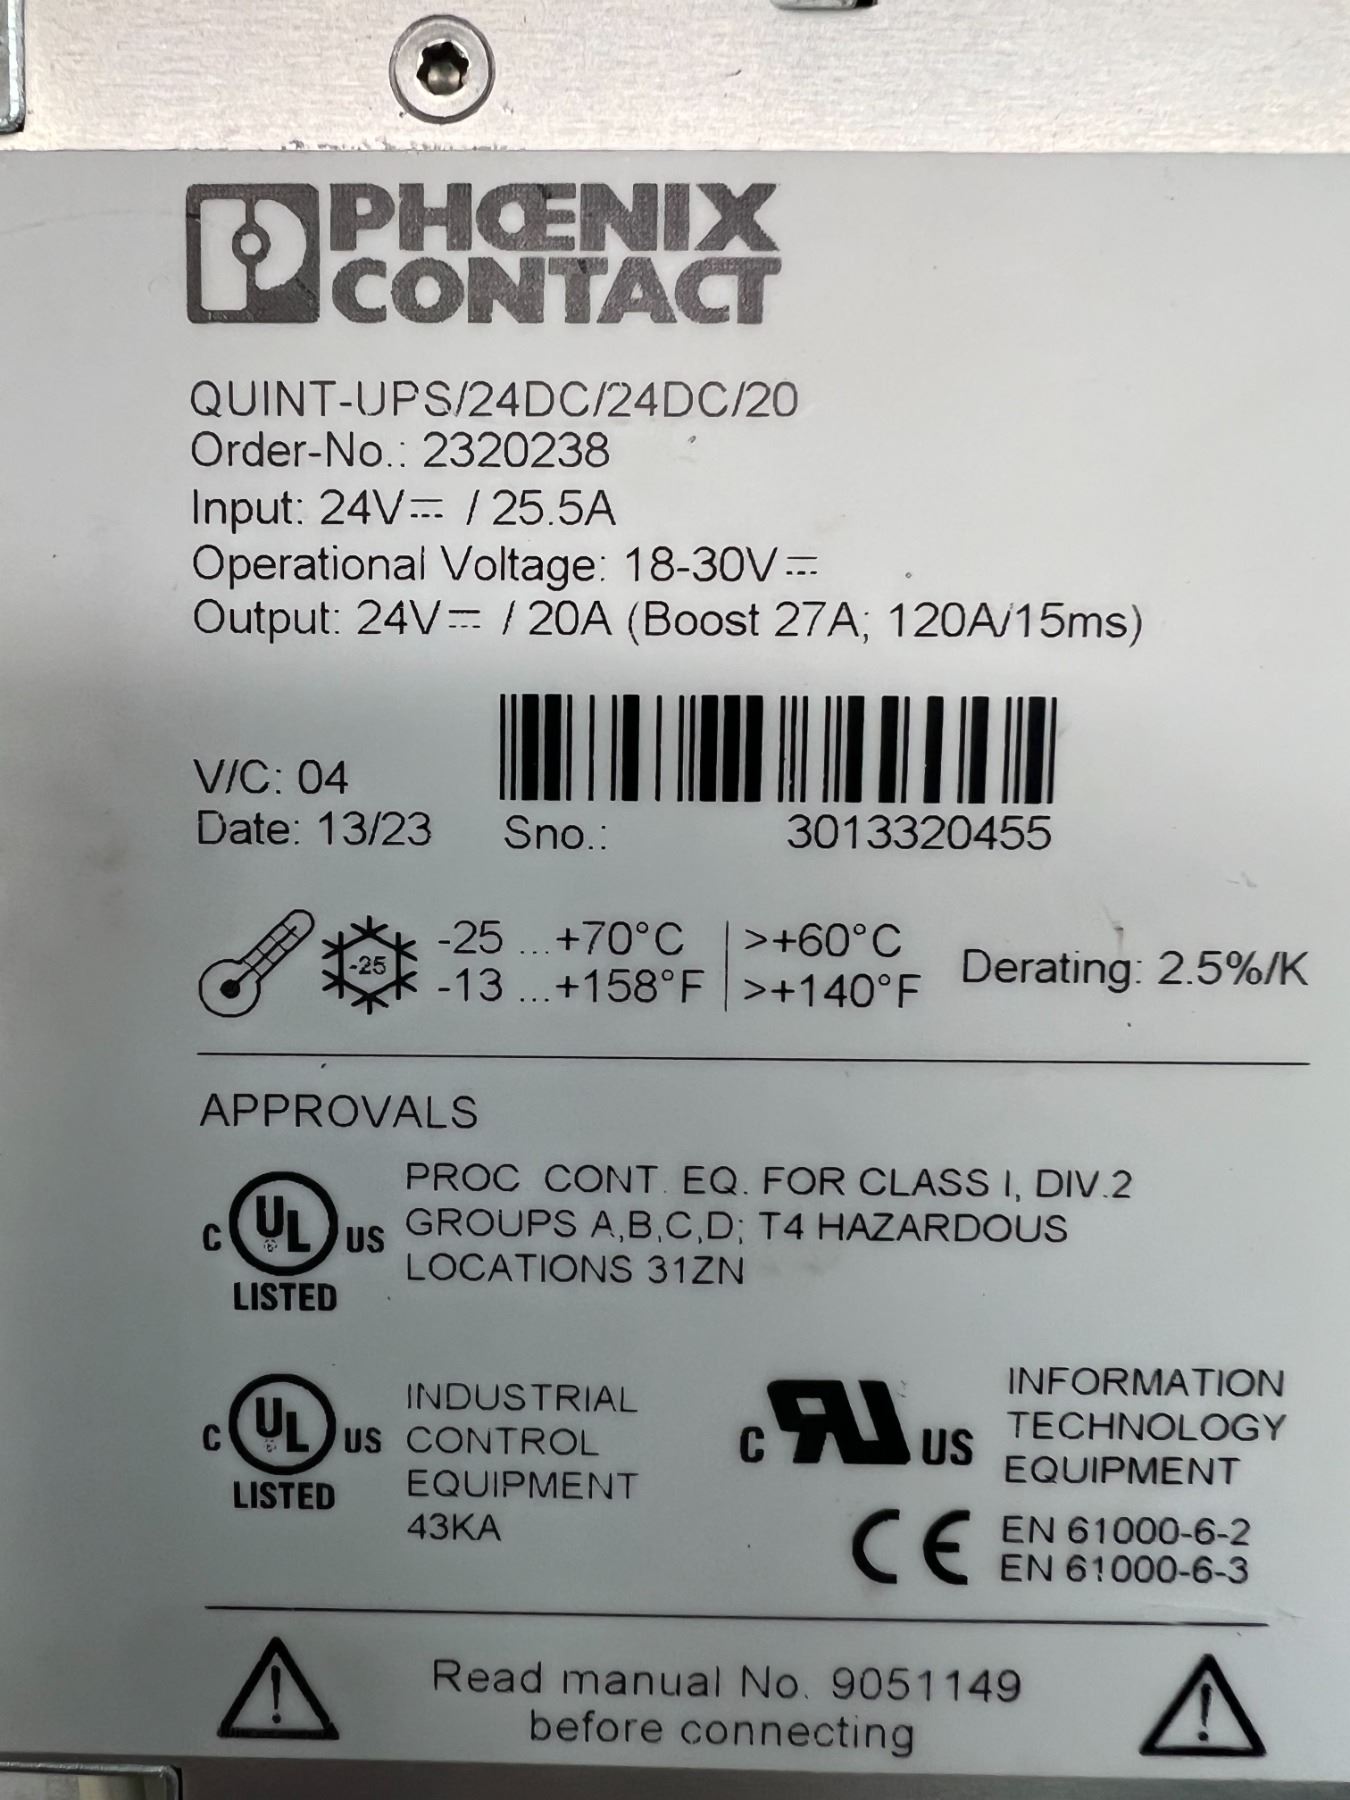 PHŒNIX
CONTACT
QUINT-UPS/24DC/24DC/20
Order-No.: 2320238
Input: 24V⎓ / 25.5A
Operational Voltage: 18-30V⎓
Output: 24V⎓ / 20A (Boost 27A; 120A/15ms)
V/C: 04
Date: 13/23 Sno.: 3013320455
-25 ...+70°C >+60°C
-25
-13 ...+158°F >+140°F
Derating: 2.5%/K
APPROVALS
C UL US LISTED
PROC CONT. EQ. FOR CLASS I, DIV.2
GROUPS A,B,C,D; T4 HAZARDOUS
LOCATIONS 31ZN
C UL US LISTED
INDUSTRIAL
CONTROL
EQUIPMENT
43KA
C RU US
INFORMATION
TECHNOLOGY
EQUIPMENT
CE
EN 61000-6-2
EN 61000-6-3
Read manual No. 9051149
before connecting